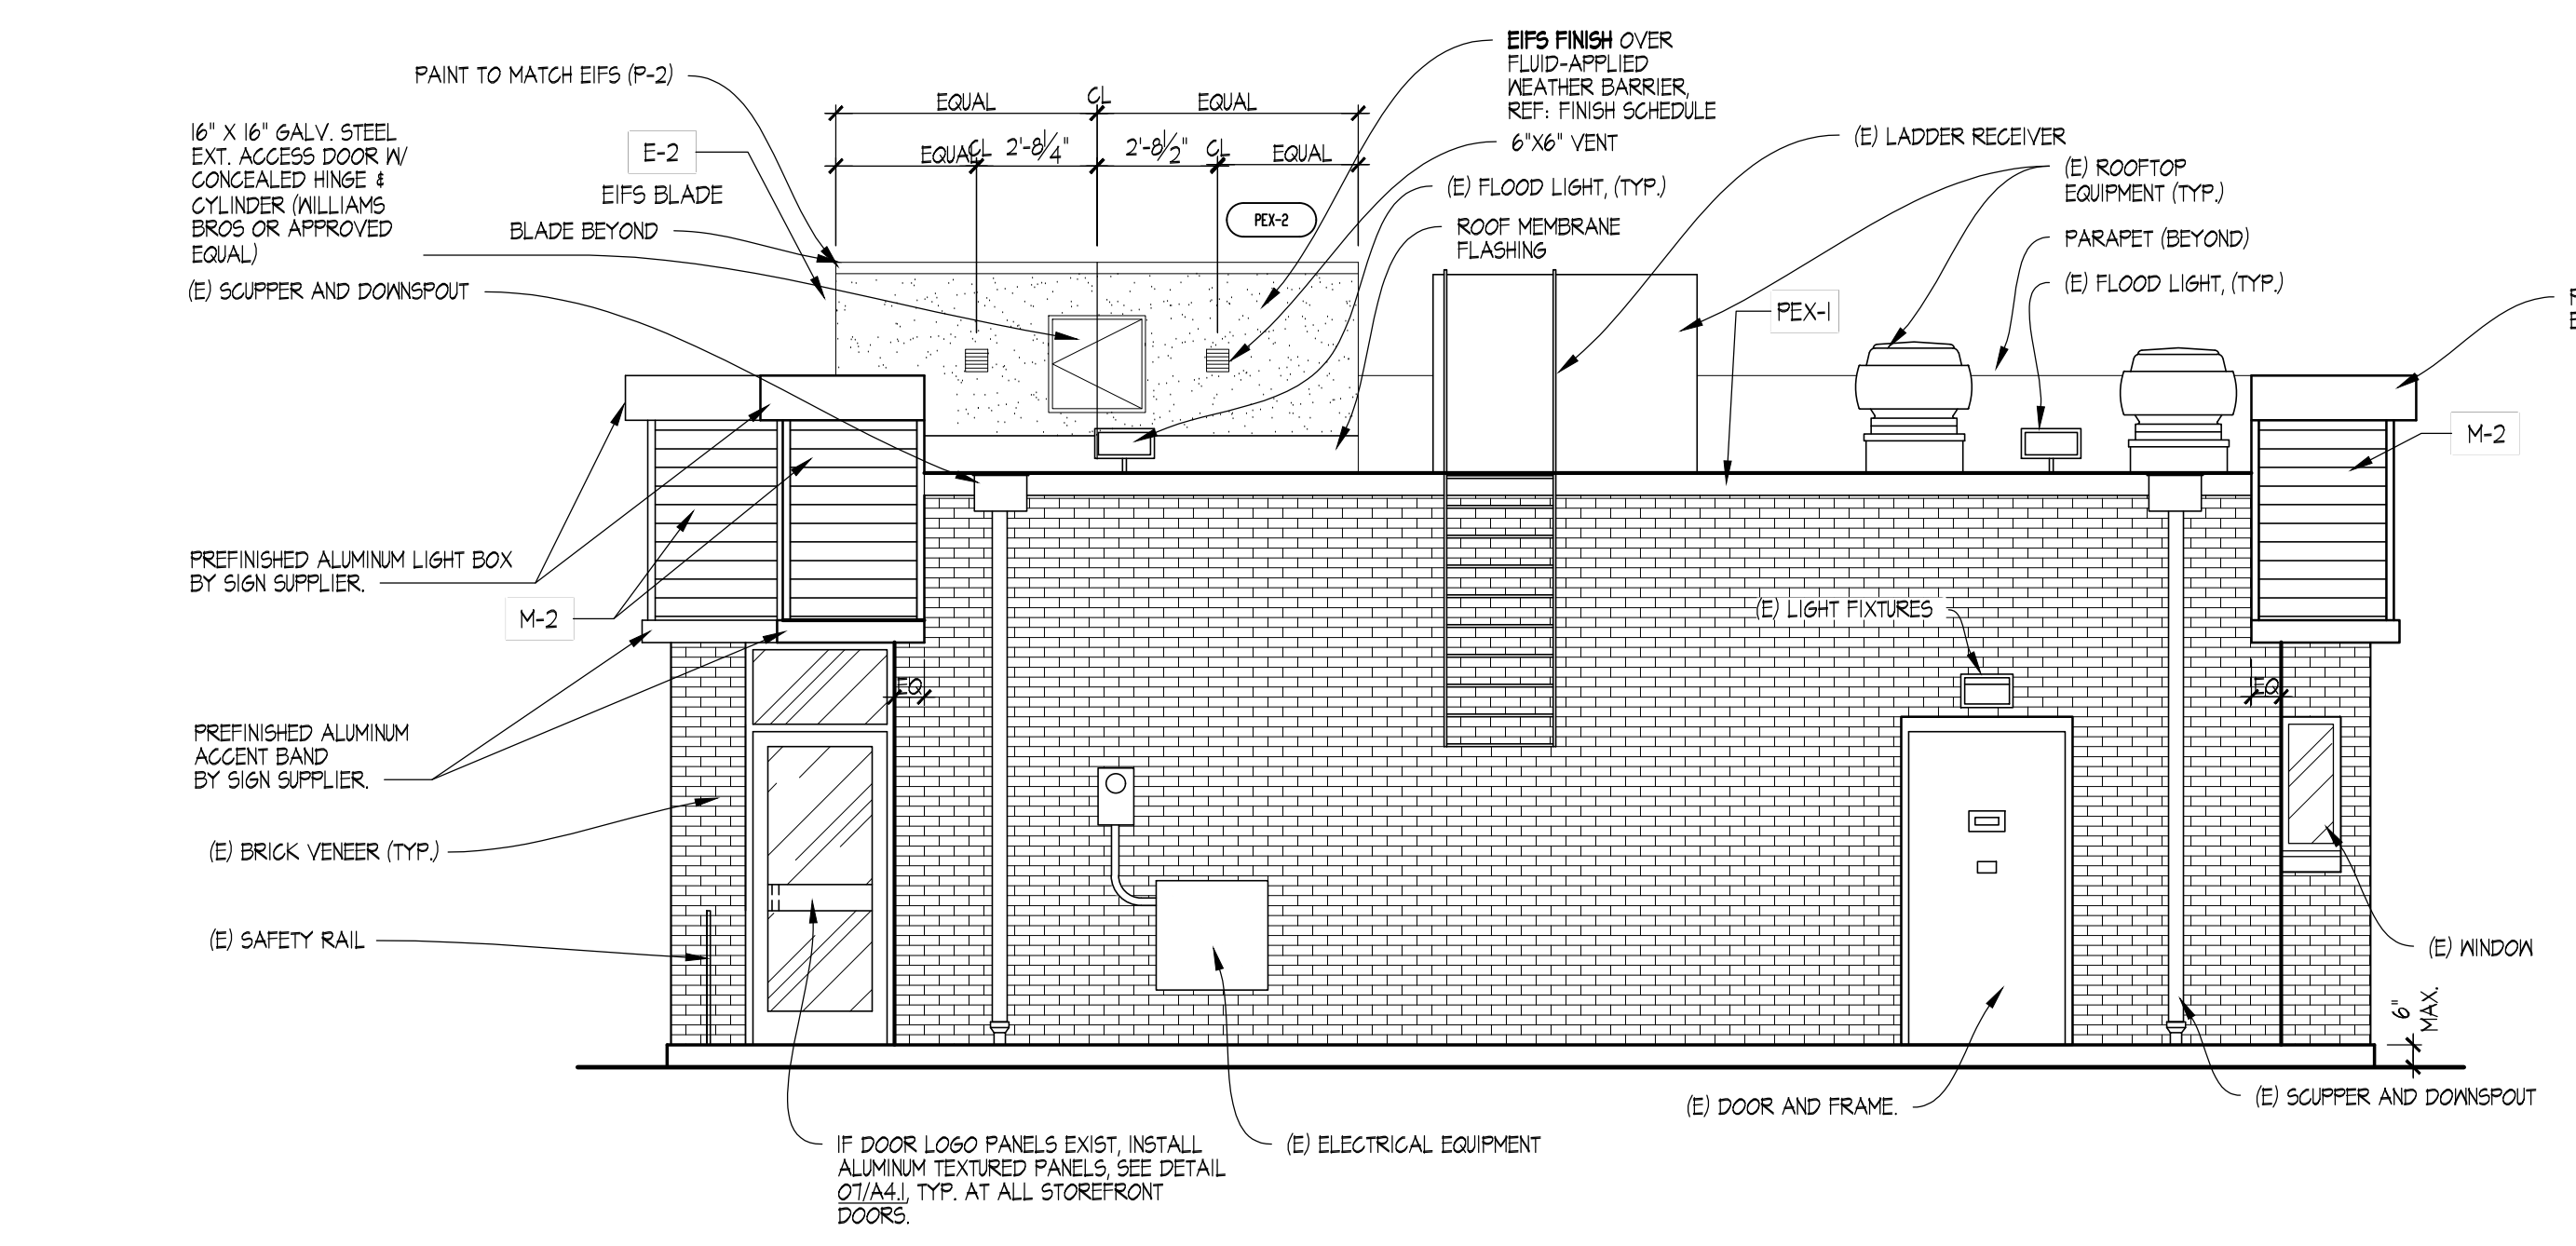 PAINT TO MATCH EIFS (P-2)
16" X 16" GALV. STEEL
EXT. ACCESS DOOR W/
CONCEALED HINGE &
CYLINDER (WILLIAMS
BROS OR APPROVED
EQUAL)
E-2
EIFS BLADE
BLADE BEYOND
(E) SCUPPER AND DOWNSPOUT
EQUAL
CL
EQUAL
EQUAL
CL
2'-8 1/4"
2'-8 1/2"
CL
EQUAL
PEX-2
EIFS FINISH OVER
FLUID-APPLIED
WEATHER BARRIER,
REF: FINISH SCHEDULE
6"X6" VENT
(E) FLOOD LIGHT, (TYP.)
ROOF MEMBRANE
FLASHING
(E) LADDER RECEIVER
(E) ROOFTOP
EQUIPMENT (TYP.)
PARAPET (BEYOND)
(E) FLOOD LIGHT, (TYP.)
PEX-1
M-2
PREFINISHED ALUMINUM LIGHT BOX
BY SIGN SUPPLIER.
M-2
(E) LIGHT FIXTURES
EQ
EQ
PREFINISHED ALUMINUM
ACCENT BAND
BY SIGN SUPPLIER.
(E) BRICK VENEER (TYP.)
(E) SAFETY RAIL
(E) WINDOW
6"
MAX.
(E) SCUPPER AND DOWNSPOUT
(E) DOOR AND FRAME.
(E) ELECTRICAL EQUIPMENT
IF DOOR LOGO PANELS EXIST, INSTALL
ALUMINUM TEXTURED PANELS, SEE DETAIL
07/A4.1, TYP. AT ALL STOREFRONT
DOORS.